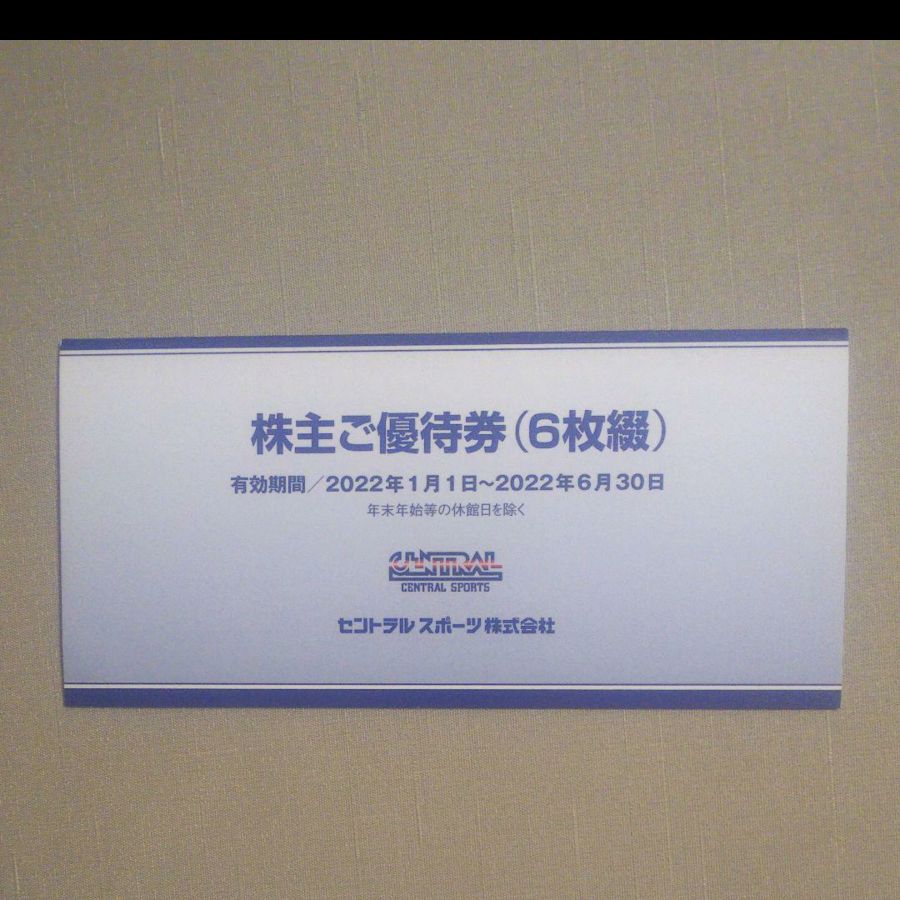 株主ご優待券(6枚綴)
有効期間／2022年1月1日～2022年6月30日
年末年始等の休館日を除く
CENTRAL
CENTRAL SPORTS
セントラルスポーツ株式会社